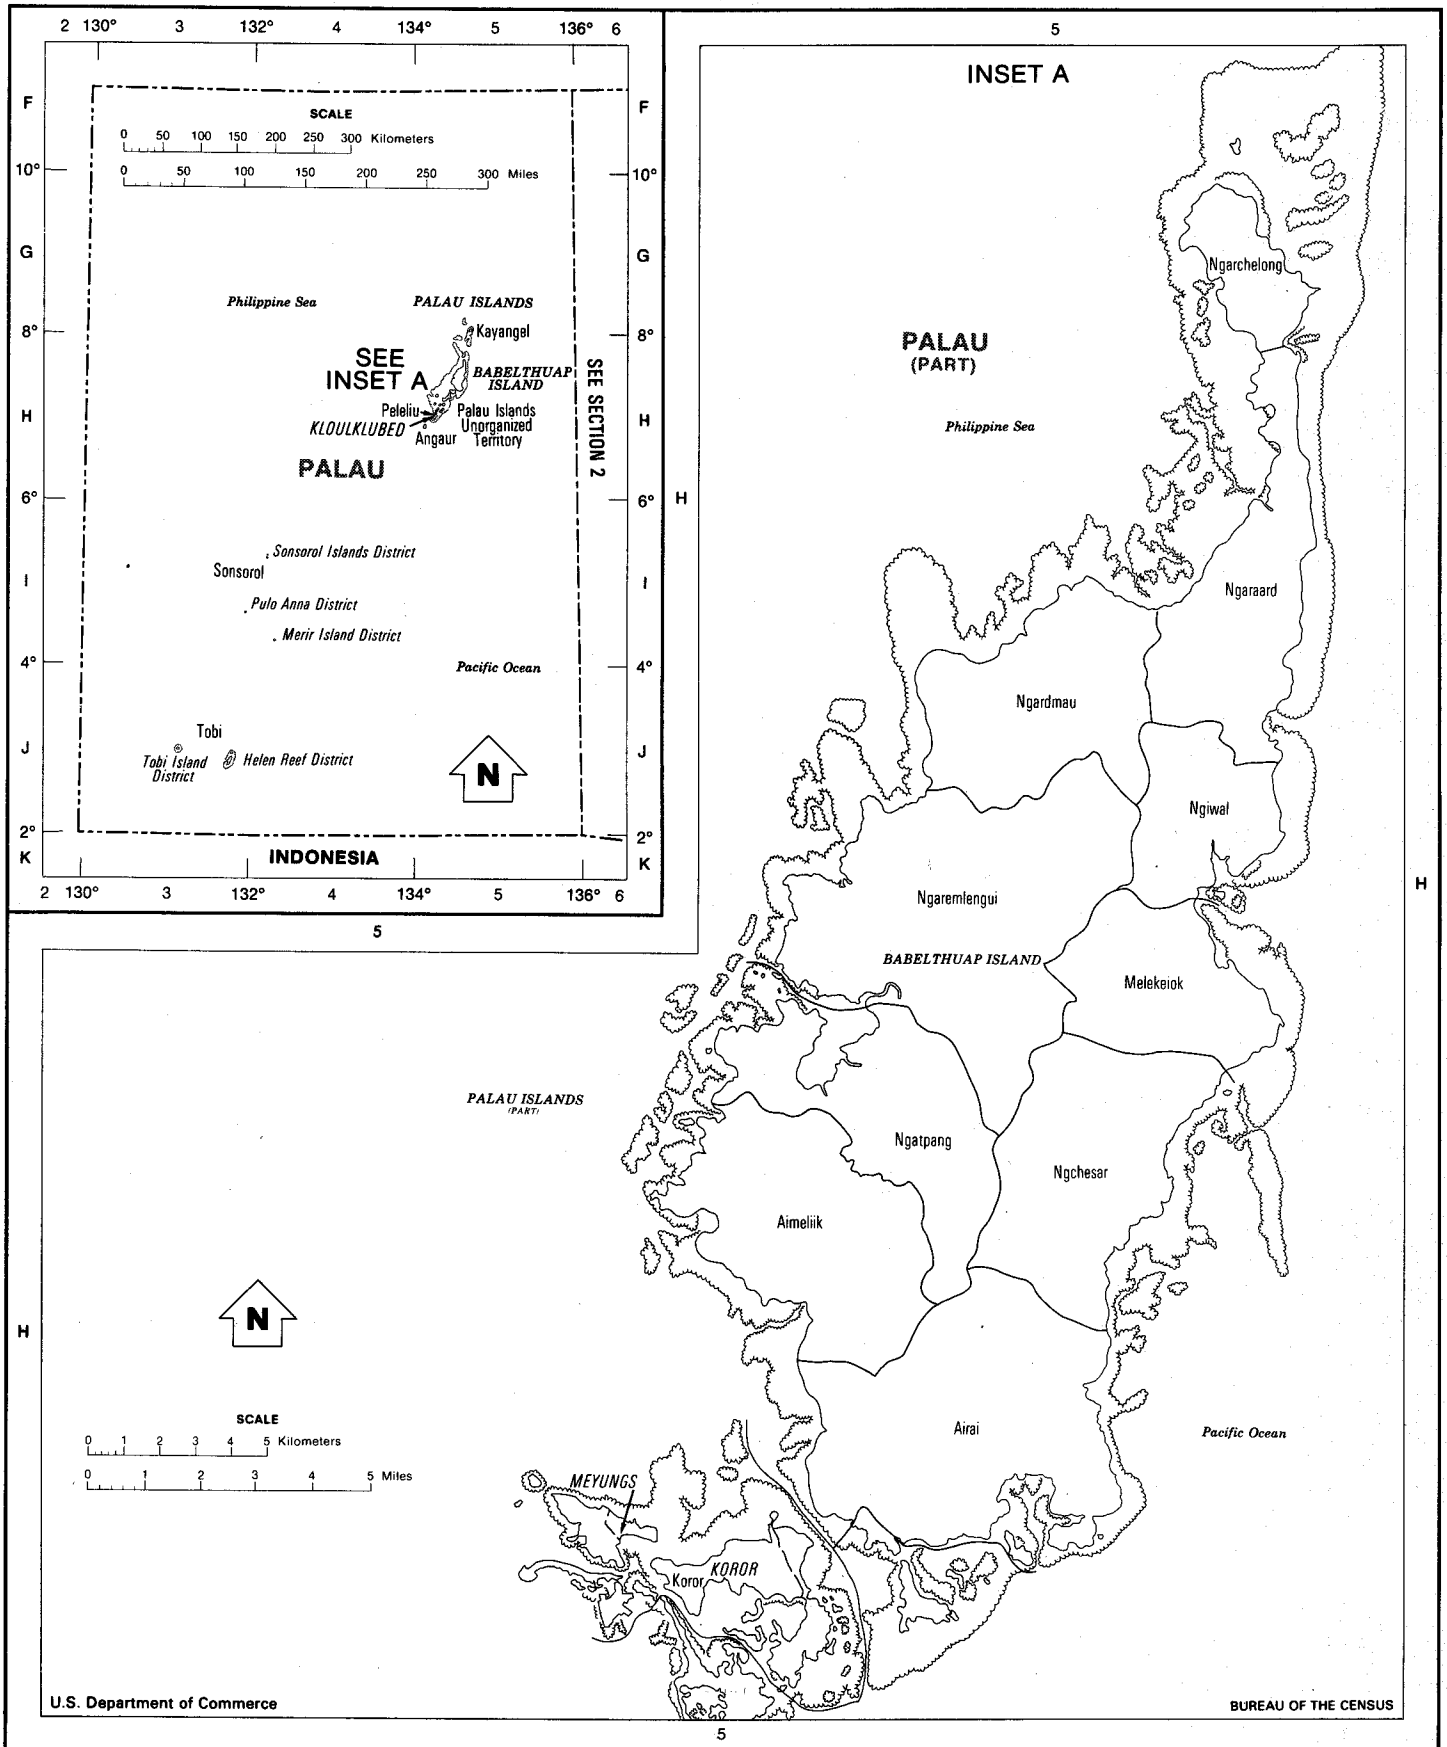 2 130° 3 132° 4 134° 5 136° 6
5
INSET A
F
F
SCALE
0 50 100 150 200 250 300 Kilometers
0 50 100 150 200 250 300 Miles
10°
10°
G
G
Philippine Sea
PALAU ISLANDS
Kayangel
8°
8°
SEE
INSET A
BABELTHUAP
ISLAND
SEE SECTION 2
H
H
Peleliu
KLOULKLUBED
Angaur
Palau Islands
Unorganized
Territory
PALAU
6°
6°
Sonsorol Islands District
Sonsorol
I
I
Pulo Anna District
Merir Island District
4°
4°
Pacific Ocean
Tobi
J
J
Tobi Island
District
Helen Reef District
N
2°
2°
K
K
INDONESIA
2 130° 3 132° 4 134° 5 136° 6
5
H
H
Ngarchelong
PALAU
(PART)
Philippine Sea
Ngaraard
Ngardmau
Ngiwal
Ngaremlengui
BABELTHUAP ISLAND
Melekeiok
PALAU ISLANDS
(PART)
Ngatpang
Ngchesar
Aimeliik
H
N
SCALE
0 1 2 3 4 5 Kilometers
0 1 2 3 4 5 Miles
Airai
Pacific Ocean
MEYUNGS
Koror
KOROR
U.S. Department of Commerce
BUREAU OF THE CENSUS
5